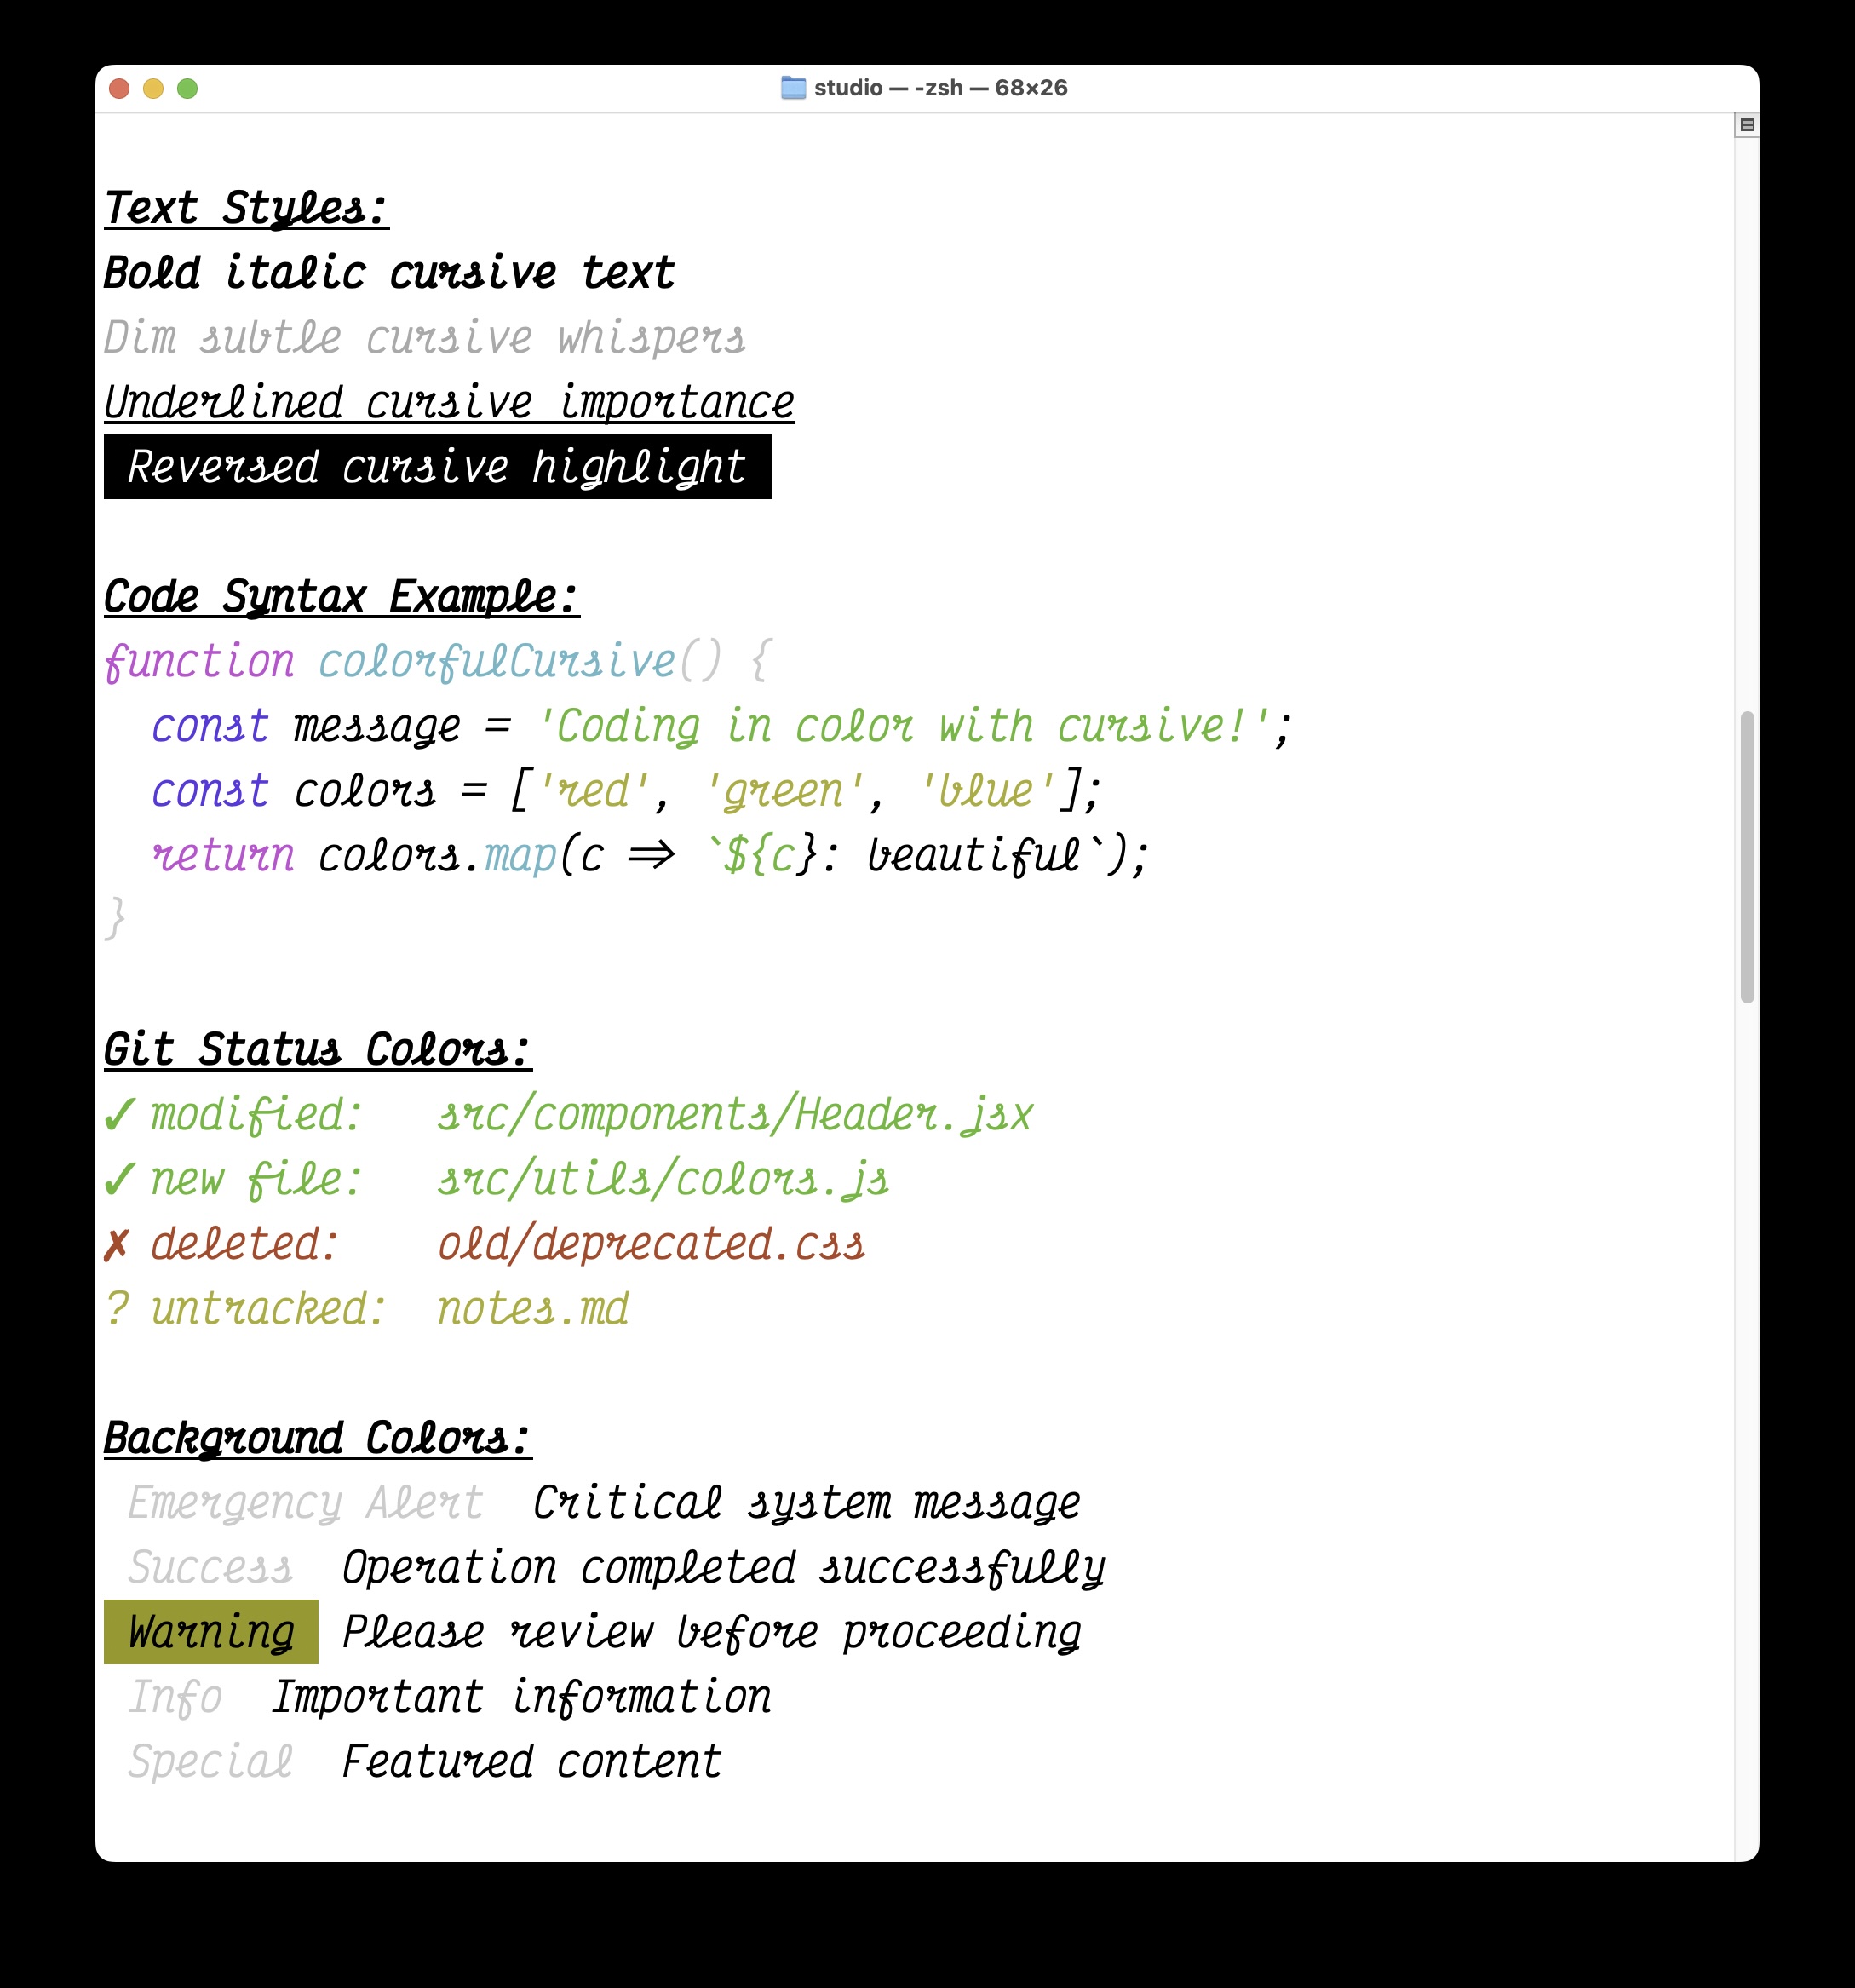 studio — -zsh — 68×26
Text Styles:
Bold italic cursive text
Dim subtle cursive whispers
Underlined cursive importance
Reversed cursive highlight
Code Syntax Example:
function colorfulCursive() {
  const message = 'Coding in color with cursive!';
  const colors = ['red', 'green', 'blue'];
  return colors.map(c => `${c}: beautiful`);
}
Git Status Colors:
✓ modified:   src/components/Header.jsx
✓ new file:   src/utils/colors.js
✗ deleted:    old/deprecated.css
? untracked:  notes.md
Background Colors:
 Emergency Alert  Critical system message
 Success  Operation completed successfully
 Warning  Please review before proceeding
 Info  Important information
 Special  Featured content